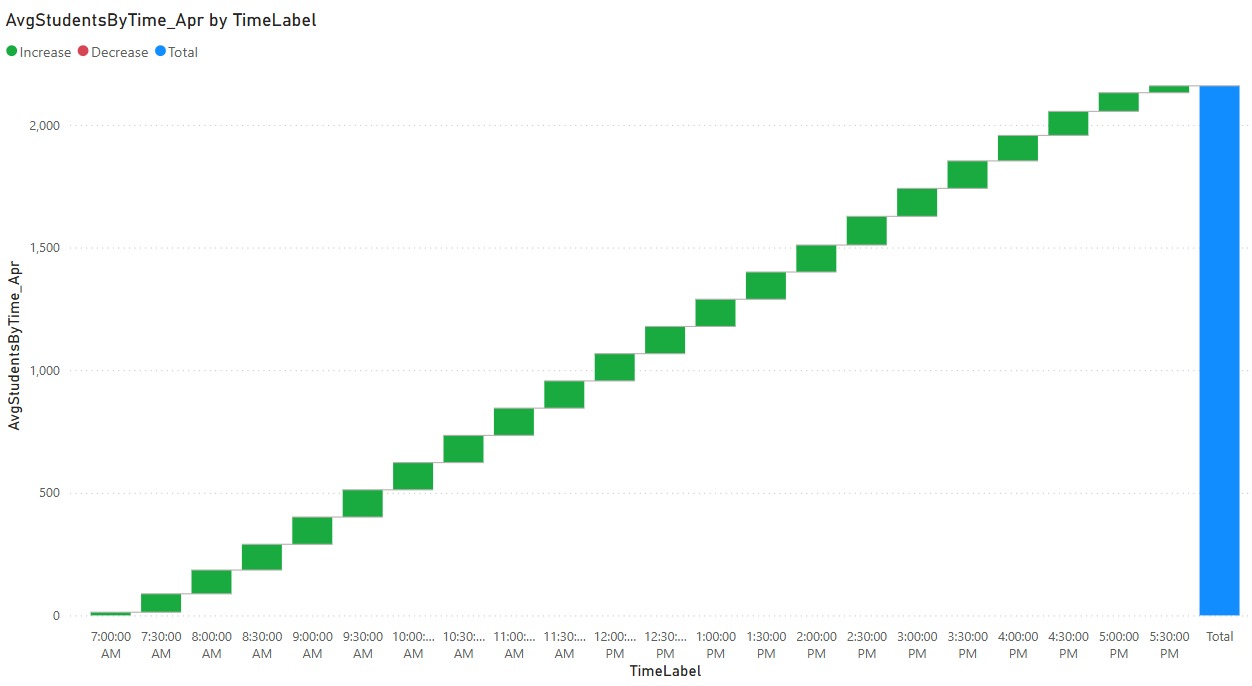 AvgStudentsByTime_Apr by TimeLabel
Increase Decrease Total
AvgStudentsByTime_Apr
2,000
1,500
1,000
500
0
7:00:00 7:30:00 8:00:00 8:30:00 9:00:00 9:30:00 10:00:... 10:30:... 11:00:... 11:30:... 12:00:... 12:30:... 1:00:00 1:30:00 2:00:00 2:30:00 3:00:00 3:30:00 4:00:00 4:30:00 5:00:00 5:30:00 Total
AM AM AM AM AM AM AM AM AM AM PM PM PM PM PM PM PM PM PM PM PM PM
TimeLabel